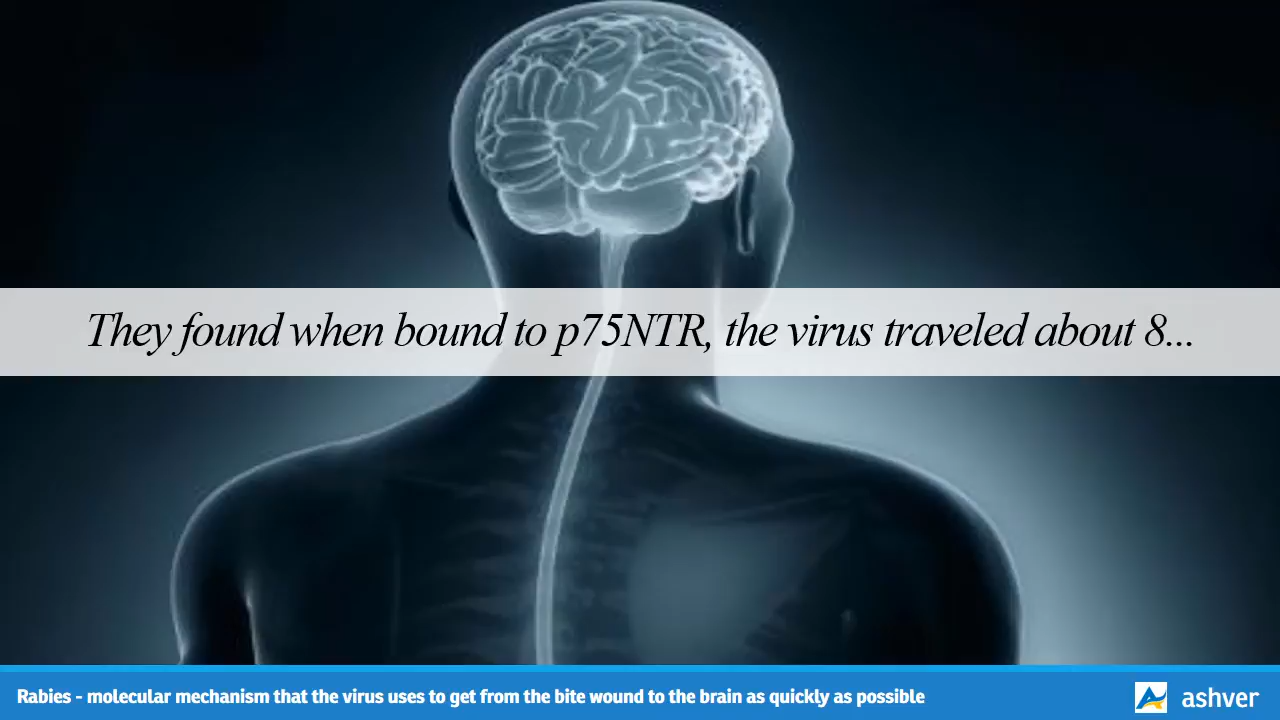 They found when bound to p75NTR, the virus traveled about 8...
Rabies - molecular mechanism that the virus uses to get from the bite wound to the brain as quickly as possible
ashver